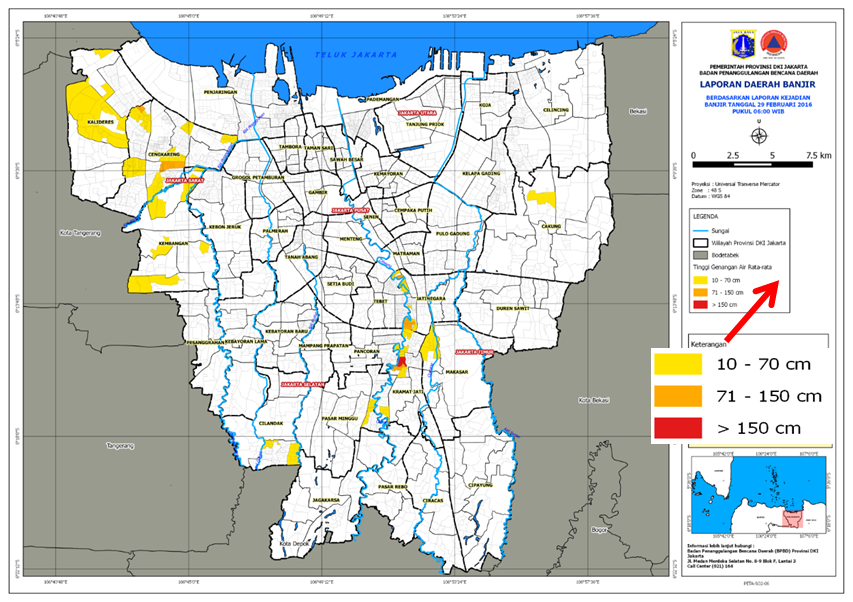 106°41'40"E
106°45'0"E
106°49'12"E
106°53'24"E
106°57'36"E
TELUK JAKARTA
PENJARINGAN
PADEMANGAN
JAKARTA UTARA
TANJUNG PRIOK
KOJA
CILINCING
Bekasi
KALIDERES
CENGKARENG
TAMBORA
TAMAN SARI
SAWAH BESAR
JAKARTA BARAT
GROGOL PETAMBURAN
KEMAYORAN
KELAPA GADING
GAMBIR
JAKARTA PUSAT
SENEN
CEMPAKA PUTIH
Kota Tangerang
KEMBANGAN
KEBON JERUK
PALMERAH
MENTENG
PULO GADUNG
CAKUNG
TANAH ABANG
MATRAMAN
SETIA BUDI
TEBET
JATINEGARA
DUREN SAWIT
PESANGGRAHAN
KEBAYORAN LAMA
KEBAYORAN BARU
MAMPANG PRAPATAN
PANCORAN
JAKARTA TIMUR
MAKASAR
JAKARTA SELATAN
KRAMAT JATI
Kota Bekasi
CILANDAK
PASAR MINGGU
Tangerang
PASAR REBO
CIRACAS
CIPAYUNG
JAGAKARSA
Kota Depok
Bogor
PEMERINTAH PROVINSI DKI JAKARTA
BADAN PENANGGULANGAN BENCANA DAERAH
LAPORAN DAERAH BANJIR
BERDASARKAN LAPORAN KEJADIAN
BANJIR TANGGAL 29 FEBRUARI 2016
PUKUL 06:00 WIB
U
0 2.5 5 7.5 km
Proyeksi : Universal Transverse Mercator
Zone : 48 S
Datum : WGS 84
LEGENDA
Sungai
Wilayah Provinsi DKI Jakarta
Bodetabek
Tinggi Genangan Air Rata-rata
10 - 70 cm
71 - 150 cm
> 150 cm
Keterangan
10 - 70 cm
71 - 150 cm
> 150 cm
Informasi lebih lanjut hubungi :
Badan Penanggulangan Bencana Daerah (BPBD) Provinsi DKI
Jakarta
Jl. Medan Merdeka Selatan No. 8-9 Blok F, Lantai 2
Call Center (021) 164